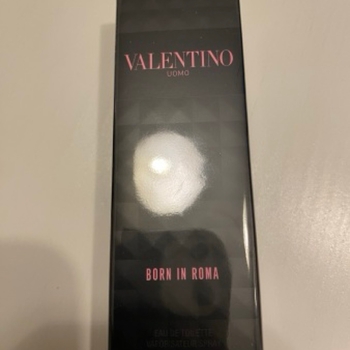 VALENTINO
UOMO
BORN IN ROMA
EAU DE TOILETTE